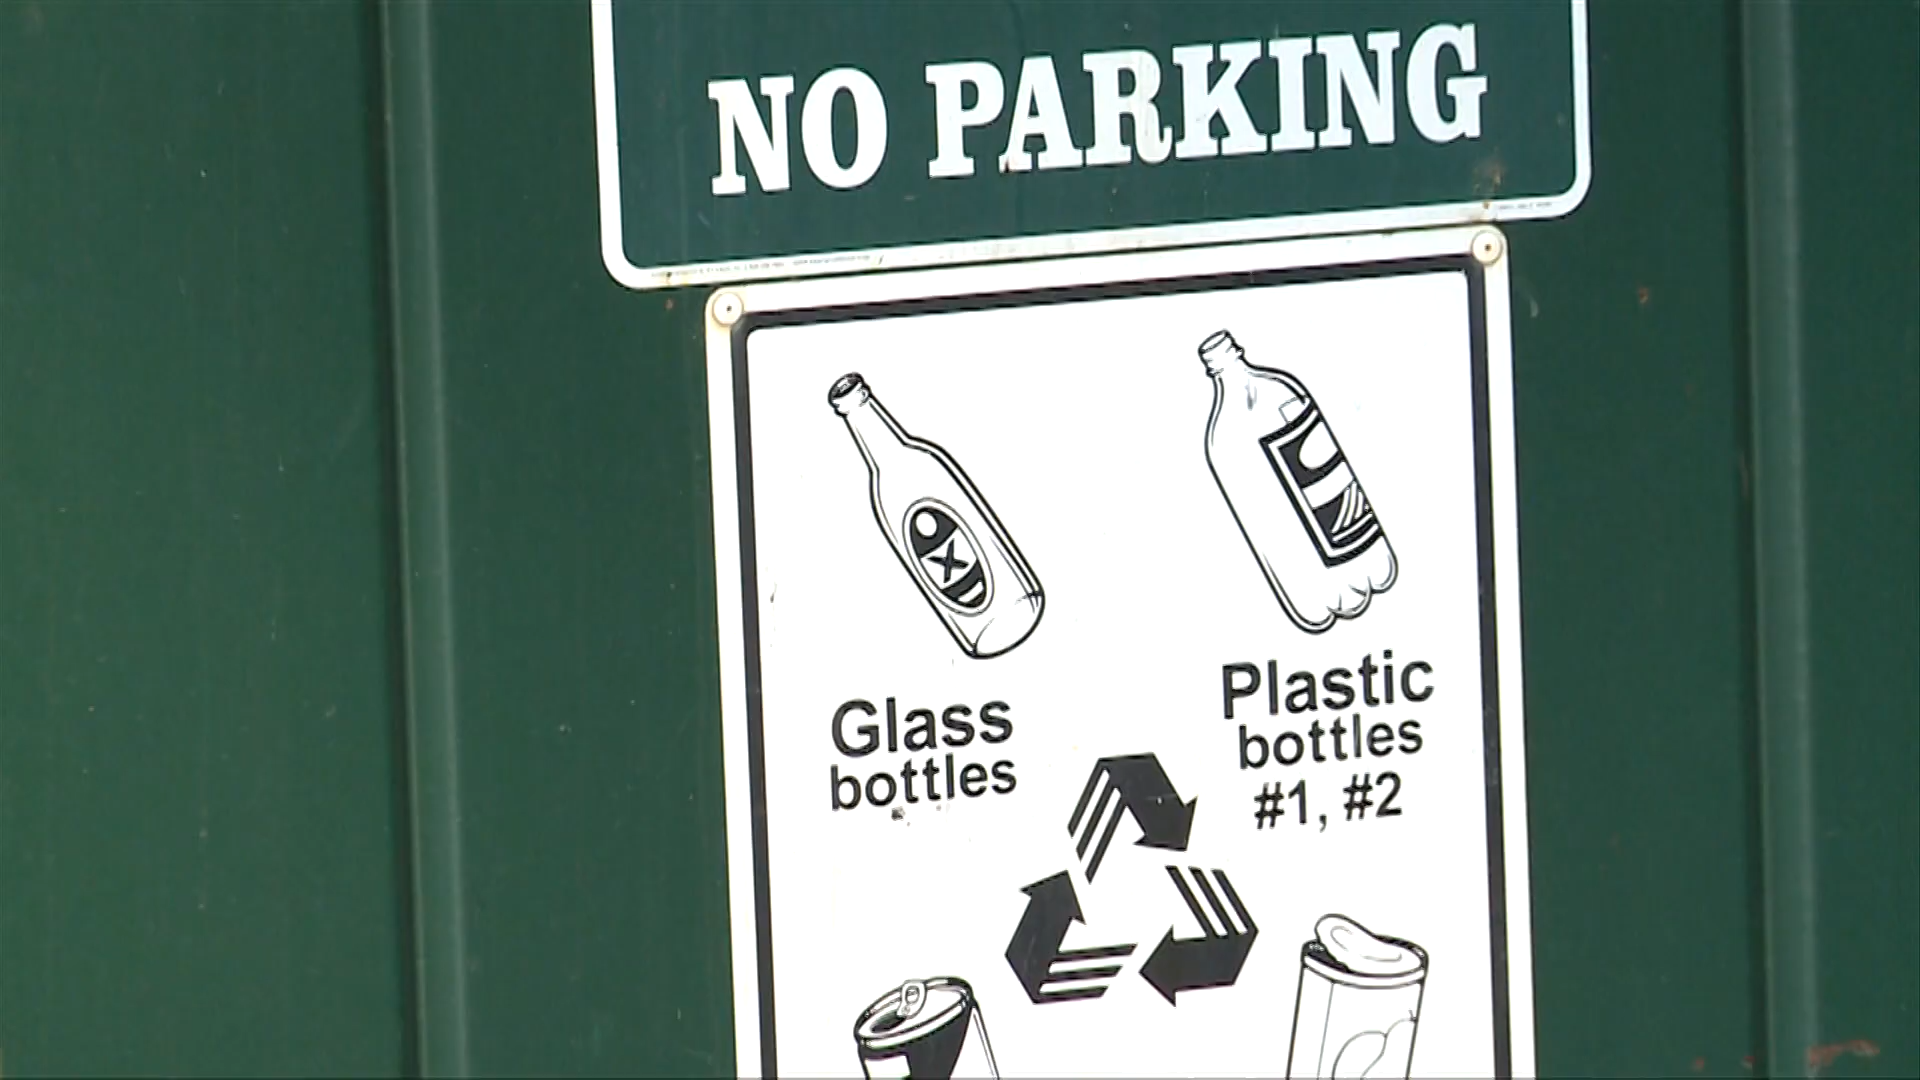 NO PARKING
Glass
bottles
Plastic
bottles
#1, #2